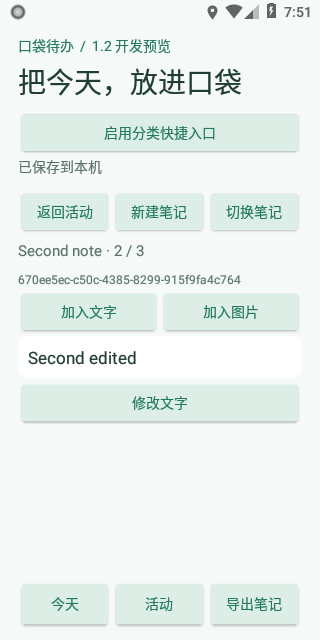 7:51
口袋待办 / 1.2 开发预览
把今天，放进口袋
启用分类快捷入口
已保存到本机
返回活动 新建笔记 切换笔记
Second note · 2 / 3
670ee5ec-c50c-4385-8299-915f9fa4c764
加入文字 加入图片
Second edited
修改文字
今天 活动 导出笔记